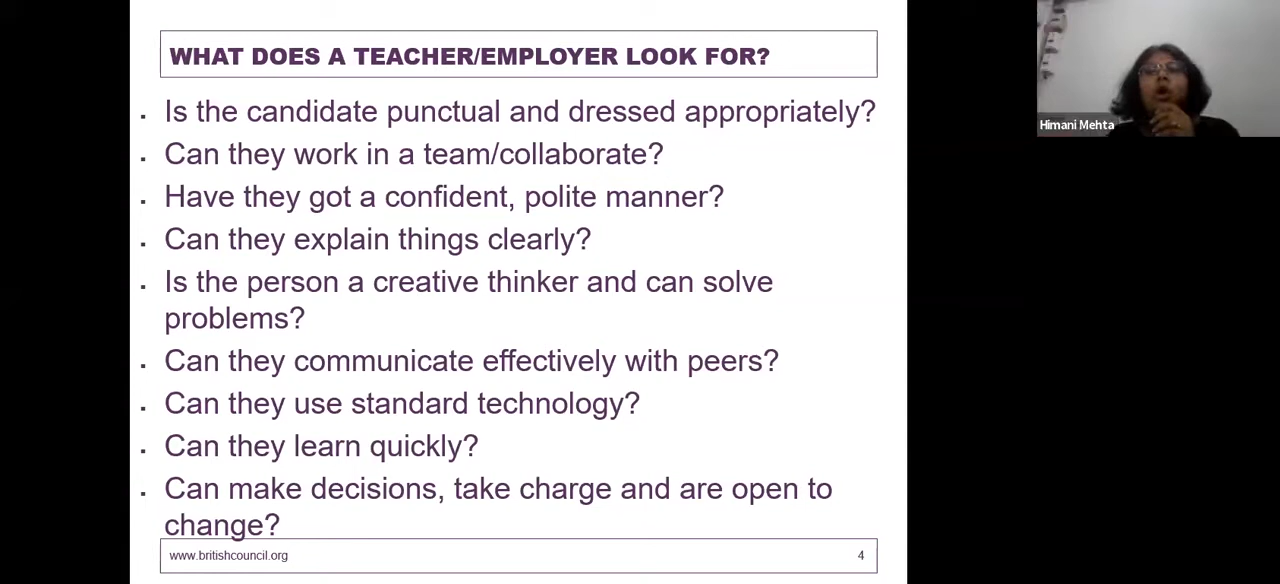 WHAT DOES A TEACHER/EMPLOYER LOOK FOR?
▪ Is the candidate punctual and dressed appropriately?
▪ Can they work in a team/collaborate?
▪ Have they got a confident, polite manner?
▪ Can they explain things clearly?
▪ Is the person a creative thinker and can solve
problems?
▪ Can they communicate effectively with peers?
▪ Can they use standard technology?
▪ Can they learn quickly?
▪ Can make decisions, take charge and are open to
change?
www.britishcouncil.org 4
Himani Mehta